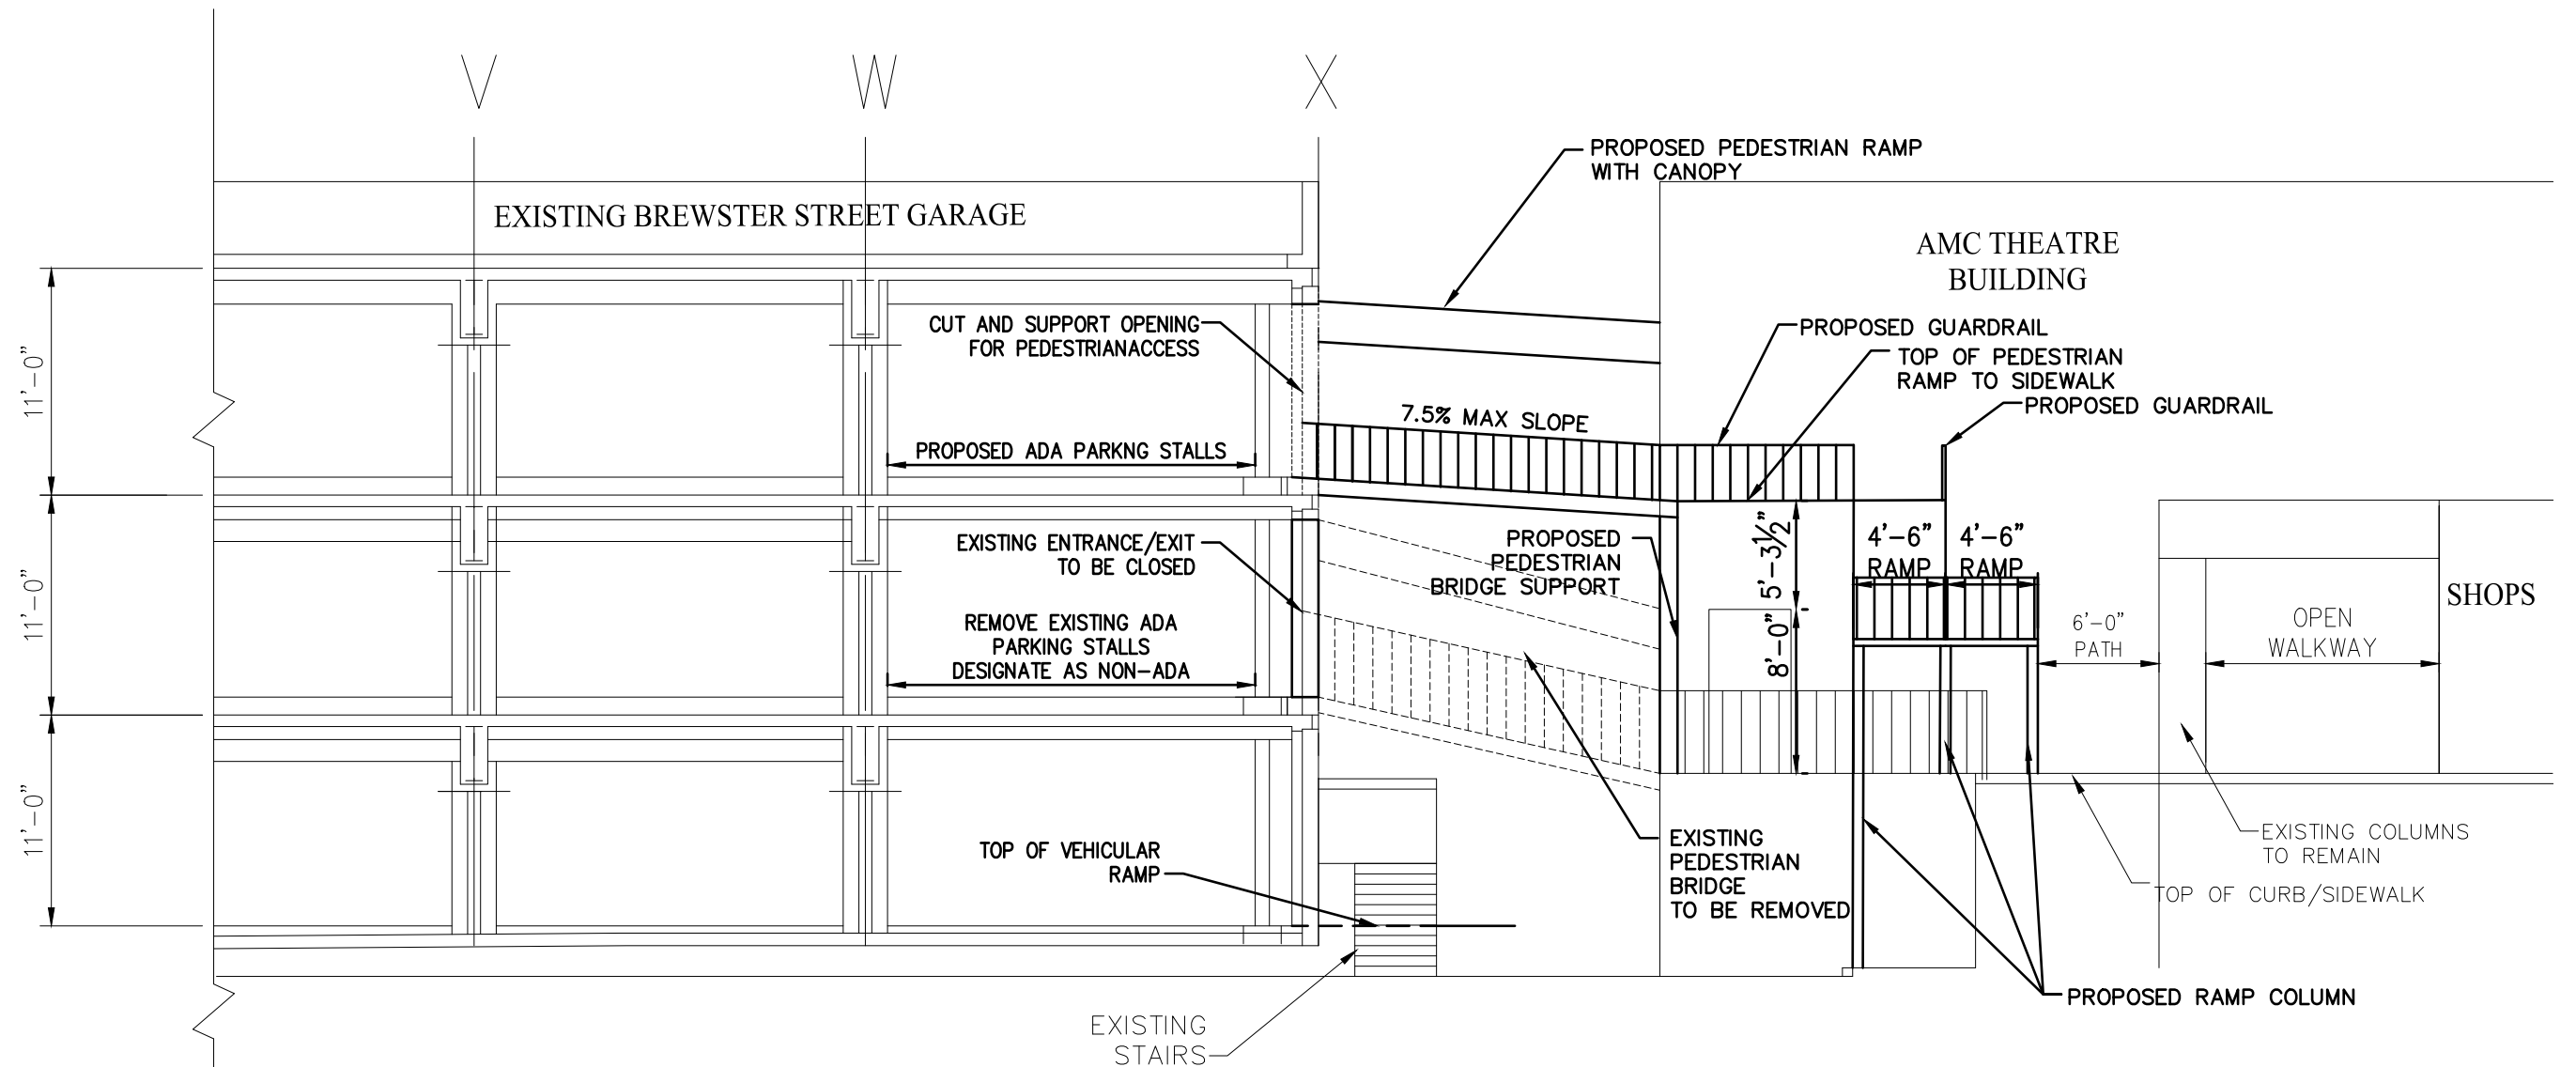 V
W
X
PROPOSED PEDESTRIAN RAMP
WITH CANOPY
EXISTING BREWSTER STREET GARAGE
AMC THEATRE
BUILDING
CUT AND SUPPORT OPENING
FOR PEDESTRIANACCESS
PROPOSED GUARDRAIL
TOP OF PEDESTRIAN
RAMP TO SIDEWALK
PROPOSED GUARDRAIL
11'-0"
7.5% MAX SLOPE
PROPOSED ADA PARKNG STALLS
EXISTING ENTRANCE/EXIT
TO BE CLOSED
PROPOSED
PEDESTRIAN
BRIDGE SUPPORT
5'-3½"
4'-6"
RAMP
4'-6"
RAMP
11'-0"
REMOVE EXISTING ADA
PARKING STALLS
DESIGNATE AS NON-ADA
8'-0"
6'-0"
PATH
OPEN
WALKWAY
SHOPS
11'-0"
TOP OF VEHICULAR
RAMP
EXISTING
PEDESTRIAN
BRIDGE
TO BE REMOVED
EXISTING COLUMNS
TO REMAIN
TOP OF CURB/SIDEWALK
PROPOSED RAMP COLUMN
EXISTING
STAIRS